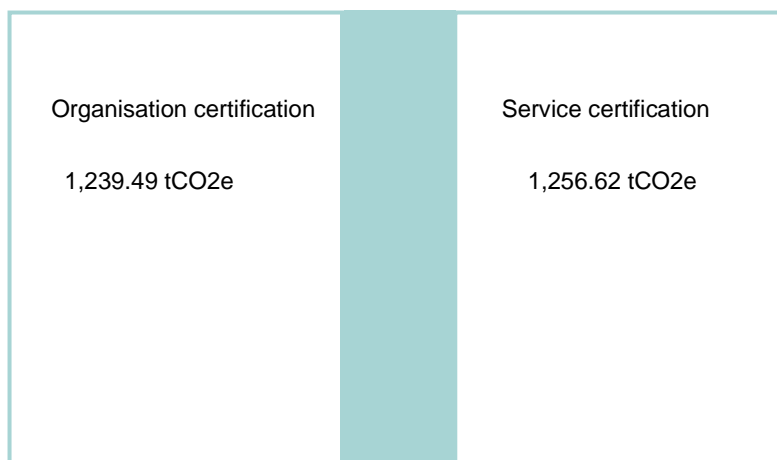 Organisation certification
1,239.49 tCO2e
Service certification
1,256.62 tCO2e